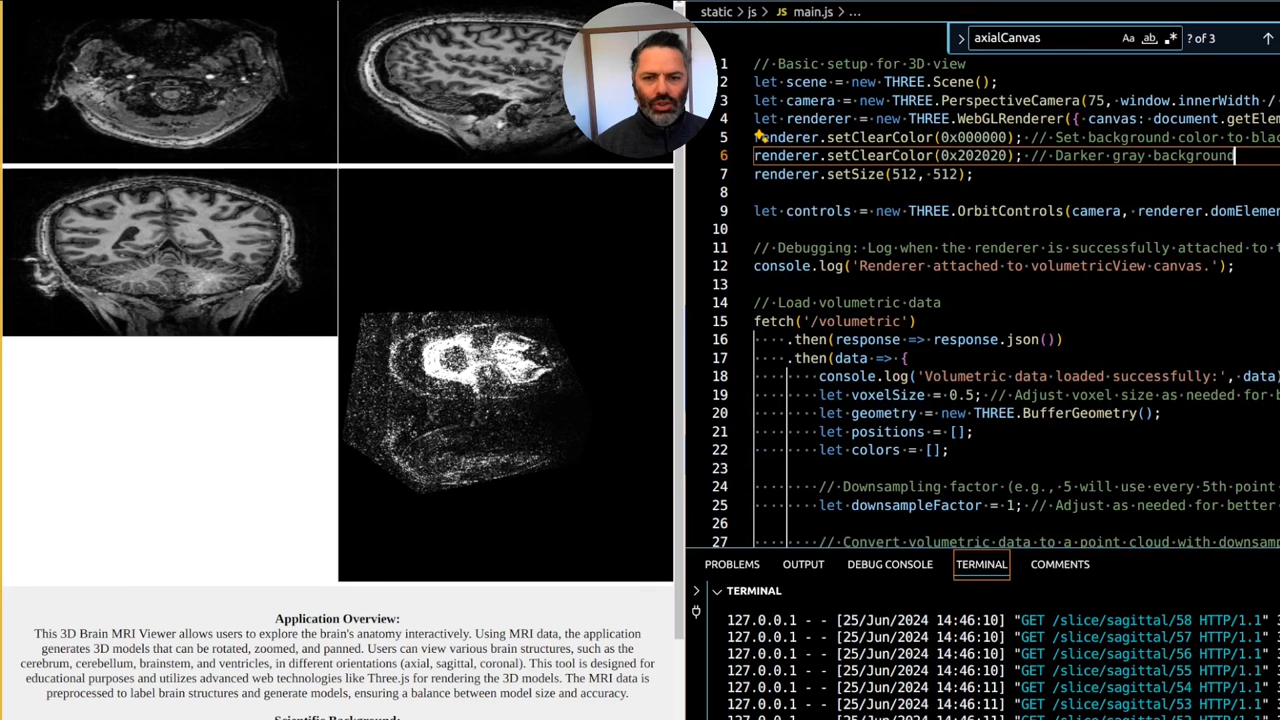 static > js > JS main.js > ...
axialCanvas Aa ab .* ? of 3
1 // Basic setup for 3D view
2 let scene = new THREE.Scene();
3 let camera = new THREE.PerspectiveCamera(75, window.innerWidth /
4 let renderer = new THREE.WebGLRenderer({ canvas: document.getElem
5 renderer.setClearColor(0x000000); // Set background color to blac
6 renderer.setClearColor(0x202020); // Darker gray background
7 renderer.setSize(512, 512);
8
9 let controls = new THREE.OrbitControls(camera, renderer.domElemen
10
11 // Debugging: Log when the renderer is successfully attached to t
12 console.log('Renderer attached to volumetricView canvas.');
13
14 // Load volumetric data
15 fetch('/volumetric')
16 .then(response => response.json())
17 .then(data => {
18 console.log('Volumetric data loaded successfully:', data)
19 let voxelSize = 0.5; // Adjust voxel size as needed for b
20 let geometry = new THREE.BufferGeometry();
21 let positions = [];
22 let colors = [];
23
24 // Downsampling factor (e.g., 5 will use every 5th point
25 let downsampleFactor = 1; // Adjust as needed for better
26
27 // Convert volumetric data to a point cloud with downsamp
PROBLEMS OUTPUT DEBUG CONSOLE TERMINAL COMMENTS
TERMINAL
127.0.0.1 - - [25/Jun/2024 14:46:10] "GET /slice/sagittal/58 HTTP/1.1"
127.0.0.1 - - [25/Jun/2024 14:46:10] "GET /slice/sagittal/57 HTTP/1.1"
127.0.0.1 - - [25/Jun/2024 14:46:10] "GET /slice/sagittal/56 HTTP/1.1"
127.0.0.1 - - [25/Jun/2024 14:46:10] "GET /slice/sagittal/55 HTTP/1.1"
127.0.0.1 - - [25/Jun/2024 14:46:11] "GET /slice/sagittal/54 HTTP/1.1"
127.0.0.1 - - [25/Jun/2024 14:46:11] "GET /slice/sagittal/53 HTTP/1.1"
Application Overview:
This 3D Brain MRI Viewer allows users to explore the brain's anatomy interactively. Using MRI data, the application
generates 3D models that can be rotated, zoomed, and panned. Users can view various brain structures, such as the
cerebrum, cerebellum, brainstem, and ventricles, in different orientations (axial, sagittal, coronal). This tool is designed for
educational purposes and utilizes advanced web technologies like Three.js for rendering the 3D models. The MRI data is
preprocessed to label brain structures and generate models, ensuring a balance between model size and accuracy.
Scientific Background: